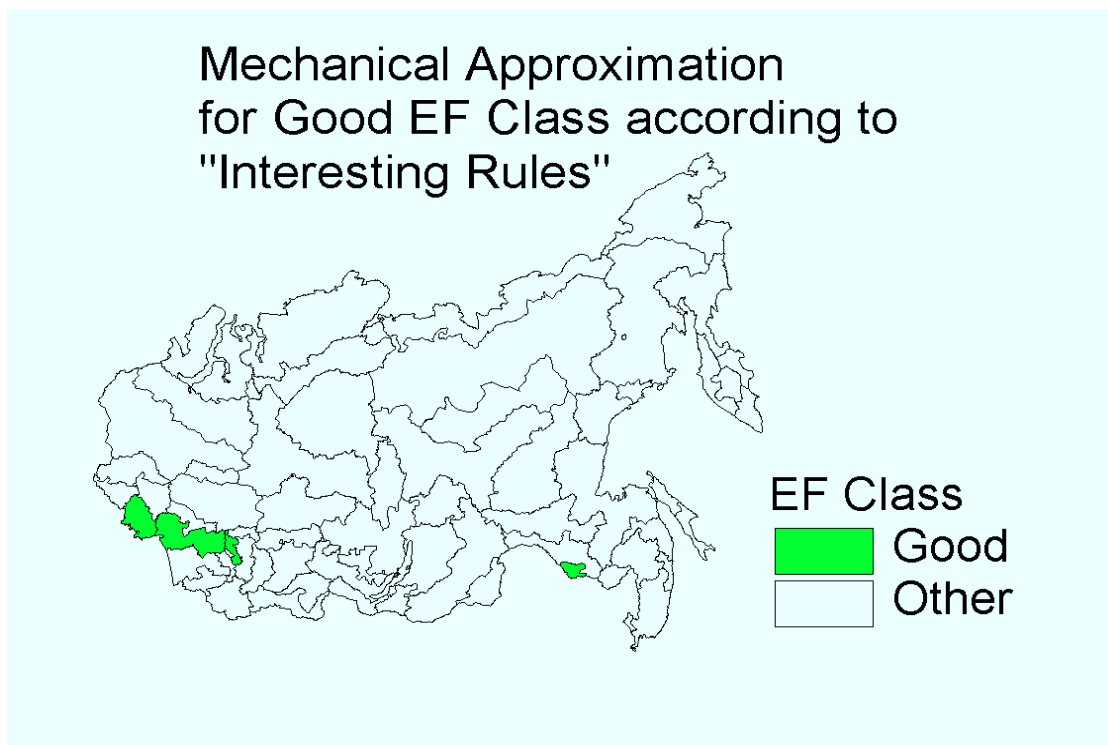 Mechanical Approximation
for Good EF Class according to
"Interesting Rules"
EF Class
Good
Other